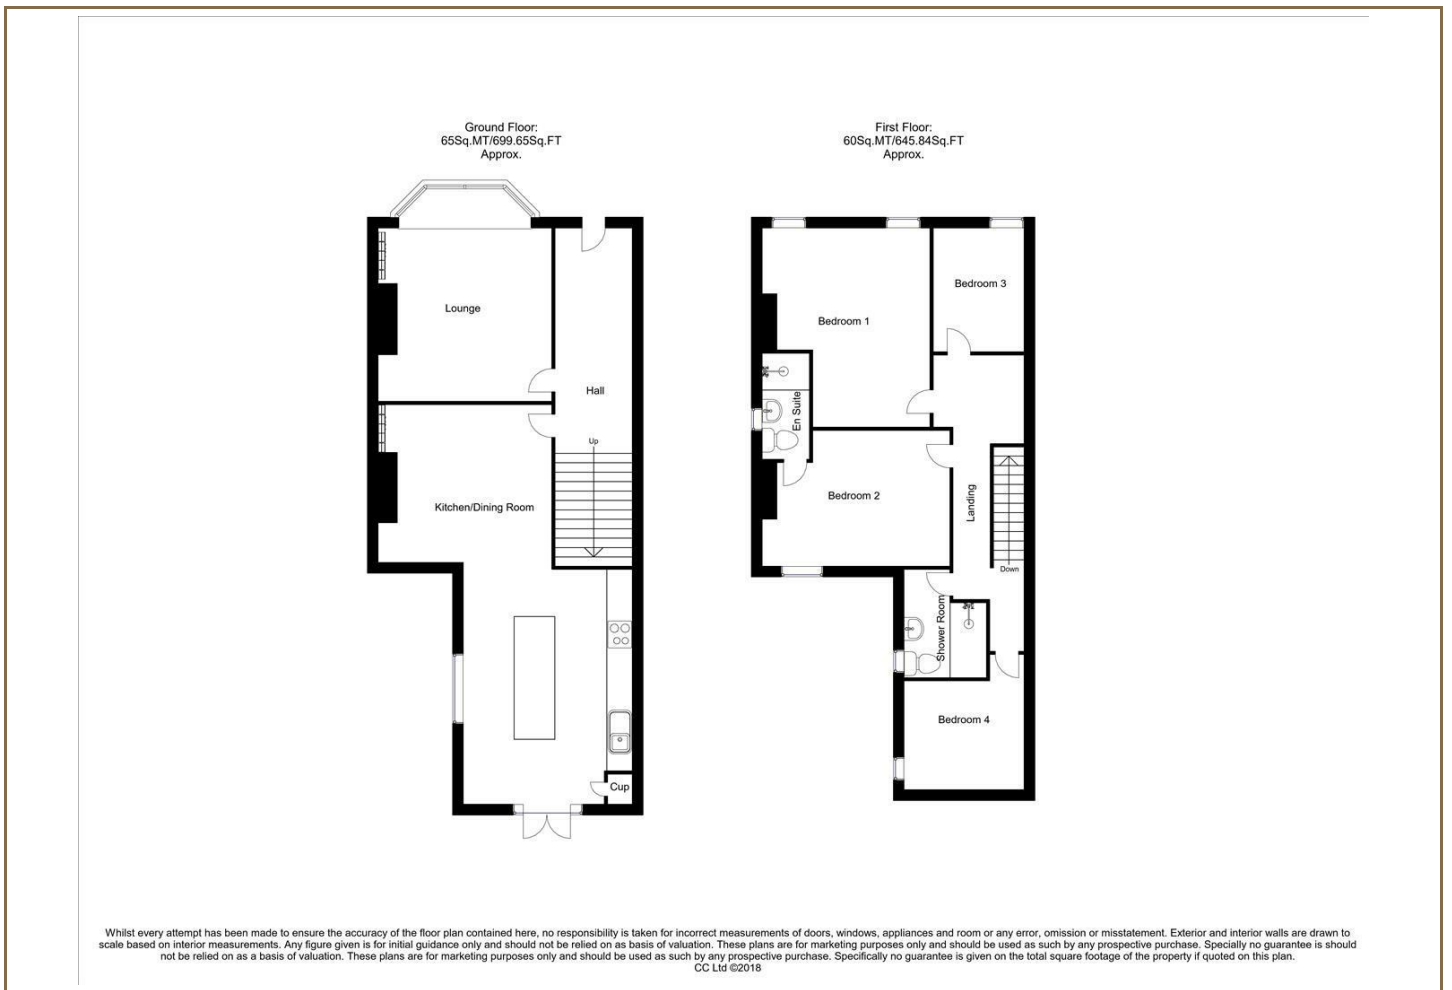 Ground Floor:
65Sq.MT/699.65Sq.FT
Approx.
First Floor:
60Sq.MT/645.84Sq.FT
Approx.
Lounge
Hall
Up
Kitchen/Dining Room
Cup
Bedroom 3
Bedroom 1
En Suite
Bedroom 2
Landing
Down
Shower Room
Bedroom 4
Whilst every attempt has been made to ensure the accuracy of the floor plan contained here, no responsibility is taken for incorrect measurements of doors, windows, appliances and room or any error, omission or misstatement. Exterior and interior walls are drawn to
scale based on interior measurements. Any figure given is for initial guidance only and should not be relied on as basis of valuation. These plans are for marketing purposes only and should be used as such by any prospective purchase. Specially no guarantee is should
not be relied on as a basis of valuation. These plans are for marketing purposes only and should be used as such by any prospective purchase. Specifically no guarantee is given on the total square footage of the property if quoted on this plan.
CC Ltd ©2018